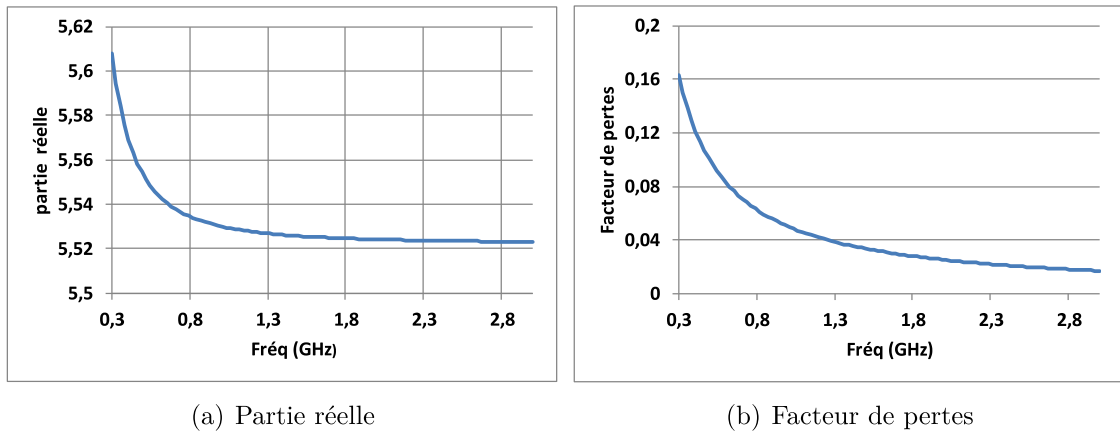 5,62
5,6
5,58
5,56
5,54
5,52
5,5
partie réelle
0,3 0,8 1,3 1,8 2,3 2,8
Fréq (GHz)
(a) Partie réelle
0,2
0,16
0,12
0,08
0,04
0
Facteur de pertes
0,3 0,8 1,3 1,8 2,3 2,8
Fréq (GHz)
(b) Facteur de pertes